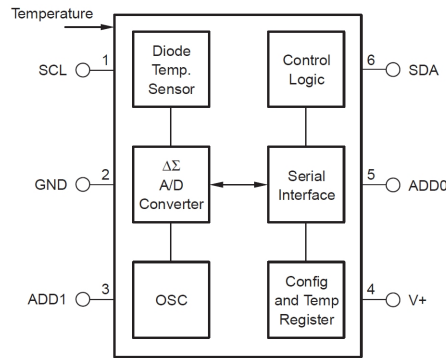 Temperature
SCL
1
Diode
Temp.
Sensor
Control
Logic
6
SDA
GND
2
ΔΣ
A/D
Converter
Serial
Interface
5
ADD0
ADD1
3
OSC
Config
and Temp
Register
4
V+